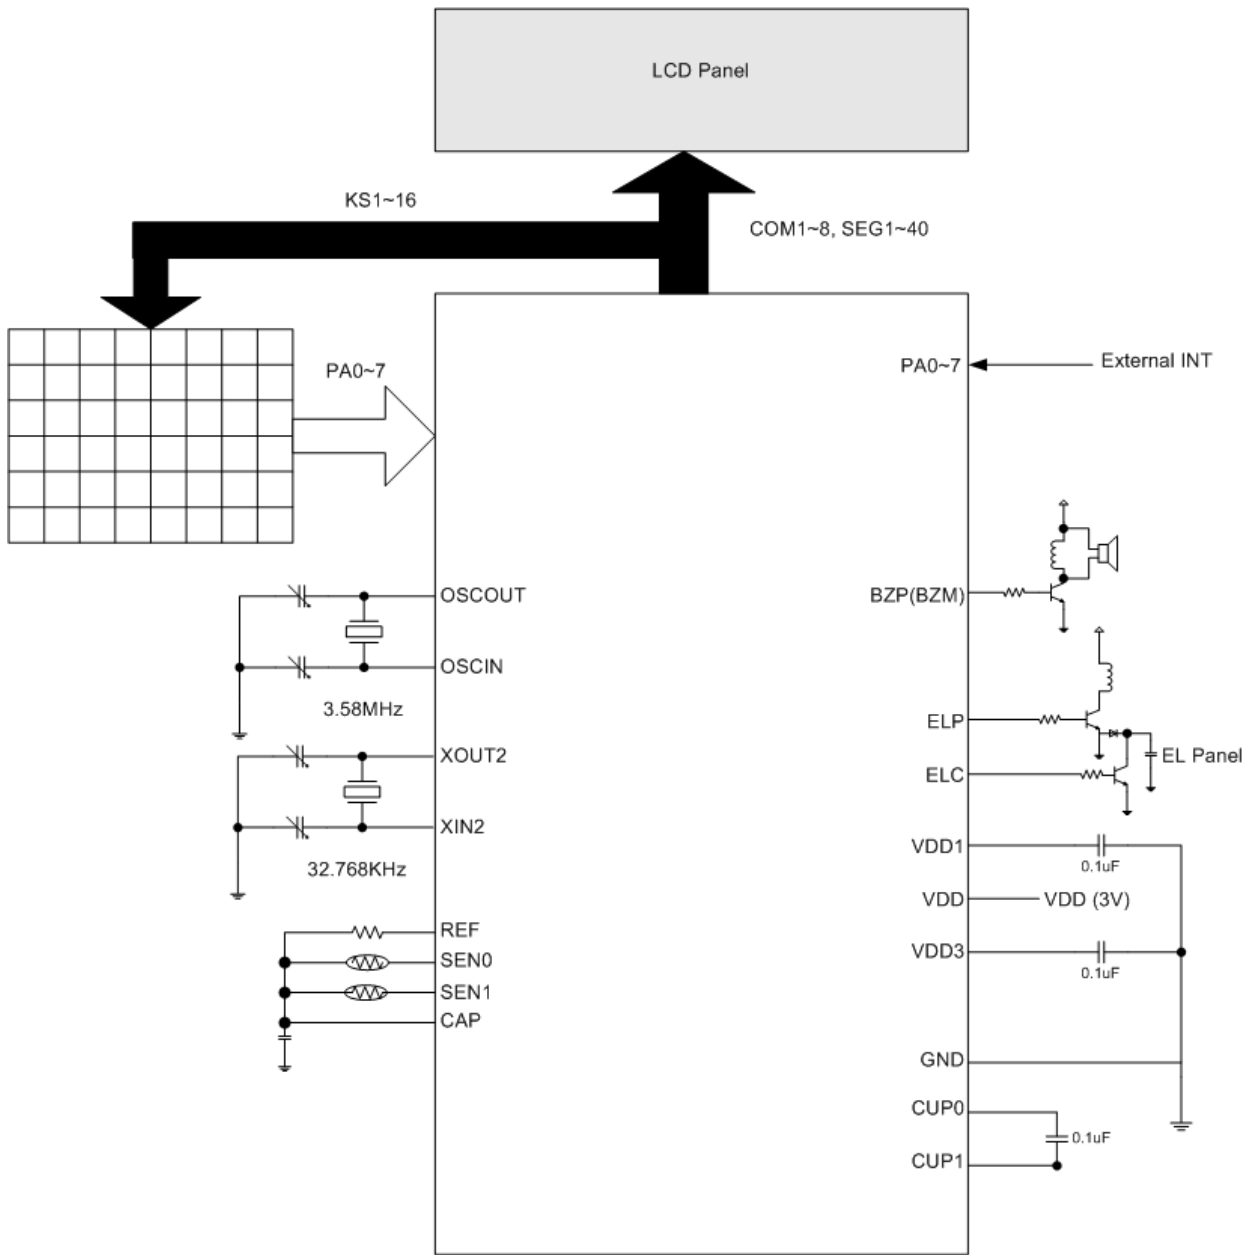 LCD Panel
KS1~16
COM1~8, SEG1~40
PA0~7
PA0~7
External INT
OSCOUT
OSCIN
3.58MHz
XOUT2
XIN2
32.768KHz
REF
SEN0
SEN1
CAP
BZP(BZM)
ELP
ELC
EL Panel
VDD1
0.1uF
VDD
VDD (3V)
VDD3
0.1uF
GND
CUP0
0.1uF
CUP1